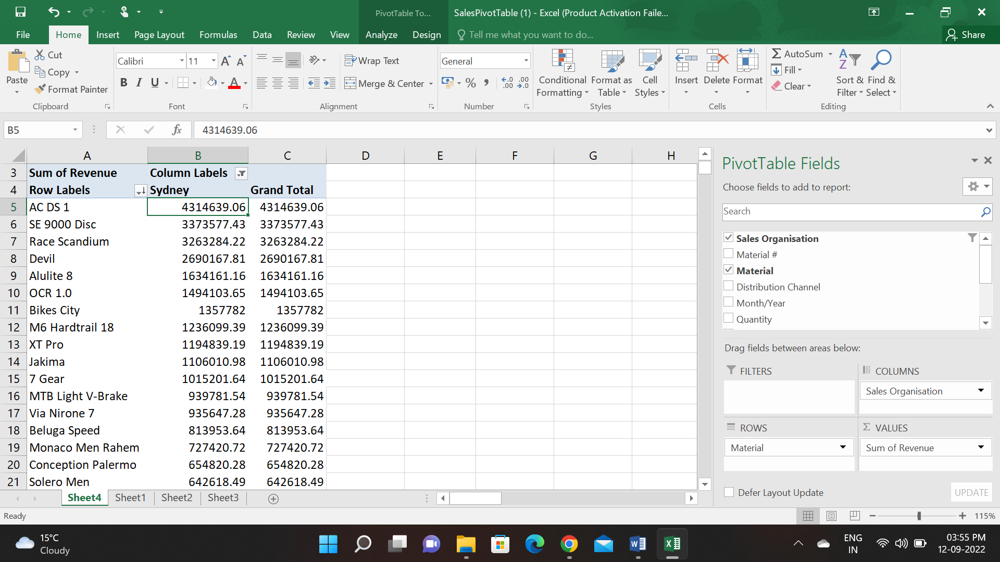 PivotTable To...
SalesPivotTable (1) - Excel (Product Activation Faile...
File
Home
Insert
Page Layout
Formulas
Data
Review
View
Analyze
Design
Tell me what you want to do...
Share
Paste
Cut
Copy
Format Painter
Clipboard
Calibri
11
B I U
Font
Wrap Text
Merge & Center
Alignment
General
Number
Conditional Formatting
Format as Table
Cell Styles
Styles
Insert
Delete
Format
Cells
AutoSum
Fill
Clear
Sort & Filter
Find & Select
Editing
B5
fx
4314639.06
A B C D E F G H
3 Sum of Revenue Column Labels
4 Row Labels Sydney Grand Total
5 AC DS 1 4314639.06 4314639.06
6 SE 9000 Disc 3373577.43 3373577.43
7 Race Scandium 3263284.22 3263284.22
8 Devil 2690167.81 2690167.81
9 Alulite 8 1634161.16 1634161.16
10 OCR 1.0 1494103.65 1494103.65
11 Bikes City 1357782 1357782
12 M6 Hardtrail 18 1236099.39 1236099.39
13 XT Pro 1194839.19 1194839.19
14 Jakima 1106010.98 1106010.98
15 7 Gear 1015201.64 1015201.64
16 MTB Light V-Brake 939781.54 939781.54
17 Via Nirone 7 935647.28 935647.28
18 Beluga Speed 813953.64 813953.64
19 Monaco Men Rahem 727420.72 727420.72
20 Conception Palermo 654820.28 654820.28
21 Solero Men 642618.49 642618.49
PivotTable Fields
Choose fields to add to report:
Search
Sales Organisation
Material #
Material
Distribution Channel
Month/Year
Quantity
Drag fields between areas below:
FILTERS
COLUMNS
Sales Organisation
ROWS
VALUES
Material
Sum of Revenue
Defer Layout Update
UPDATE
Sheet4
Sheet1
Sheet2
Sheet3
Ready
115%
15°C
Cloudy
ENG
IN
03:55 PM
12-09-2022